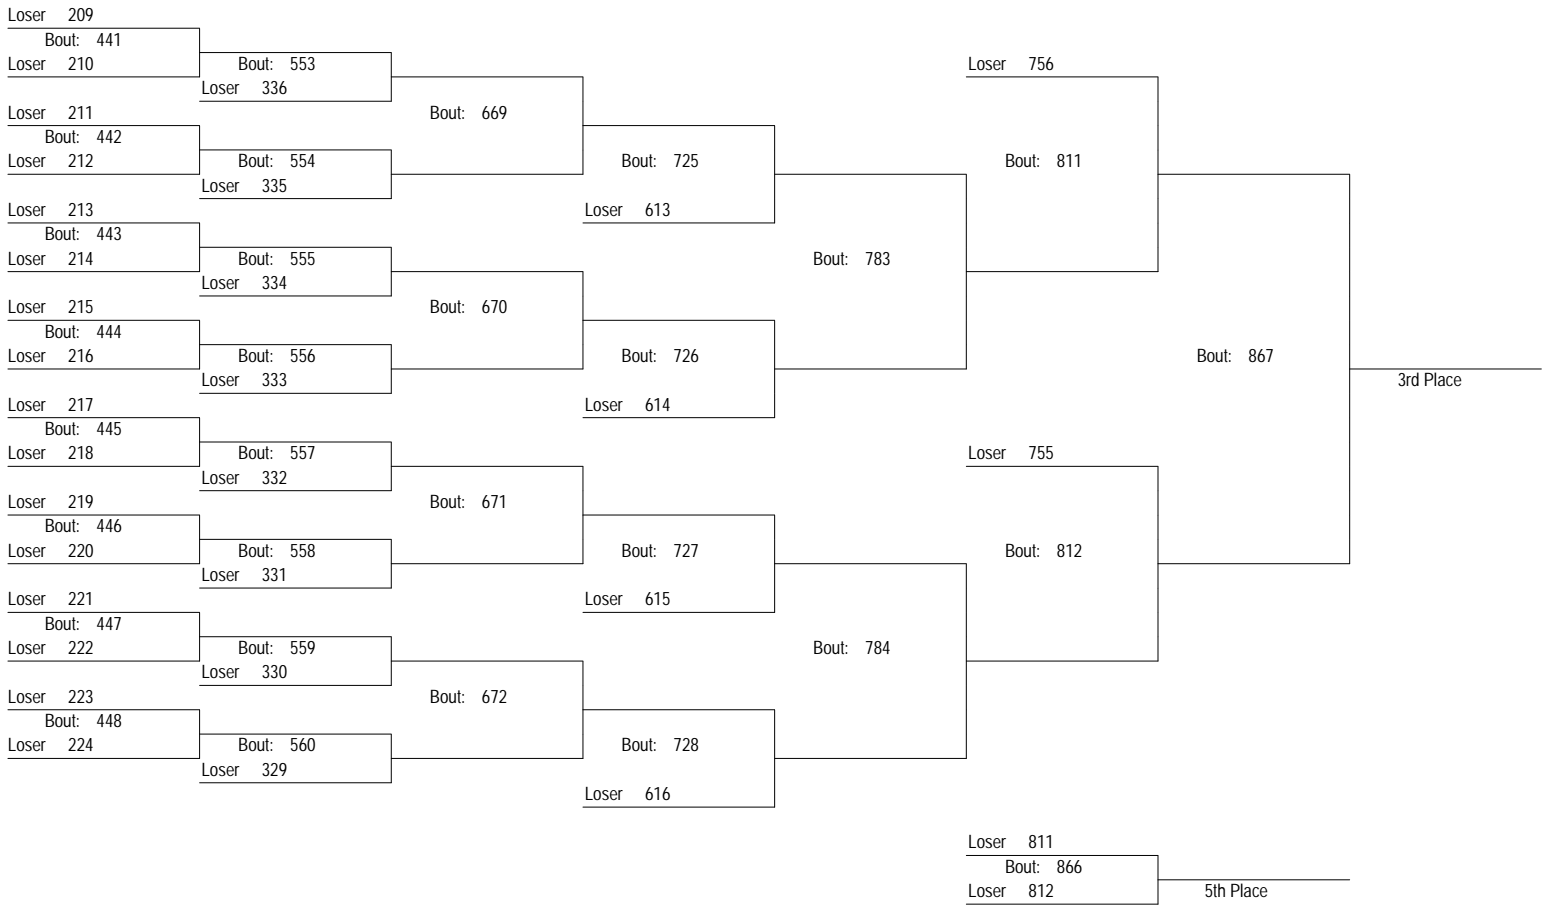 Loser 209
Bout: 441
Loser 210
Bout: 553
Loser 756
Loser 336
Loser 211
Bout: 669
Bout: 442
Loser 212
Bout: 554
Bout: 725
Bout: 811
Loser 335
Loser 213
Loser 613
Bout: 443
Loser 214
Bout: 555
Bout: 783
Loser 334
Loser 215
Bout: 670
Bout: 444
Loser 216
Bout: 556
Bout: 726
Bout: 867
Loser 333
3rd Place
Loser 217
Loser 614
Bout: 445
Loser 218
Bout: 557
Loser 755
Loser 332
Loser 219
Bout: 671
Bout: 446
Loser 220
Bout: 558
Bout: 727
Bout: 812
Loser 331
Loser 221
Loser 615
Bout: 447
Loser 222
Bout: 559
Bout: 784
Loser 330
Loser 223
Bout: 672
Bout: 448
Loser 224
Bout: 560
Bout: 728
Loser 329
Loser 616
Loser 811
Bout: 866
Loser 812
5th Place